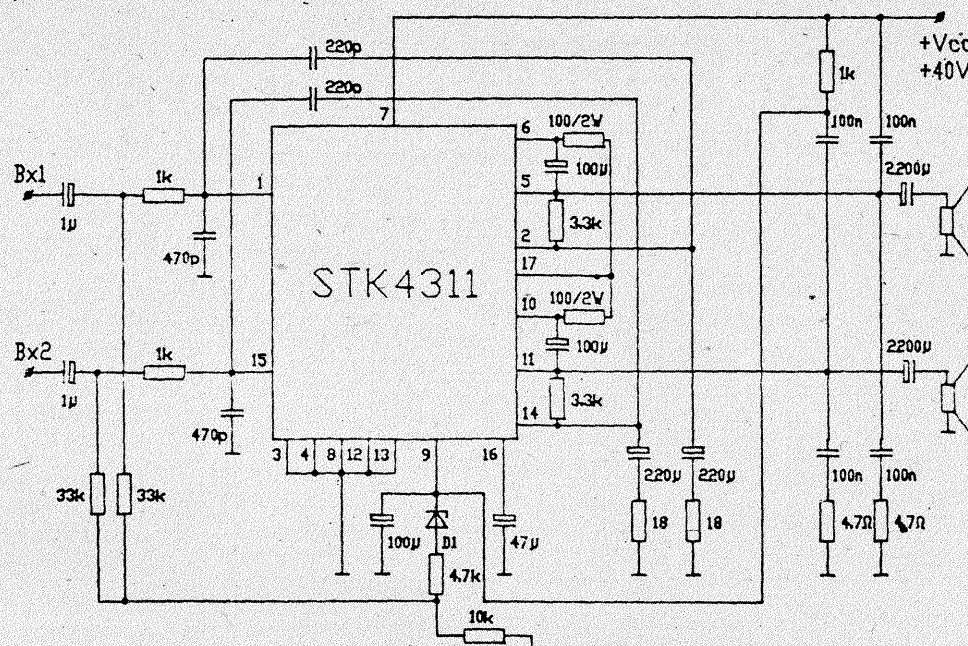 220p
+Vcc
+40V
220p
1k
7
100/2W
6
100n
100n
100µ
Bx1
1k
1
5
2200µ
1µ
3.3k
2
470p
17
STK4311
100/2W
10
100µ
Bx2
1k
15
11
2200µ
1µ
3.3k
14
470p
3
4
8
12
13
9
16
220µ
220µ
100n
100n
33k
33k
100µ
D1
47µ
18
18
4.7Ω
4.7Ω
4.7k
10k